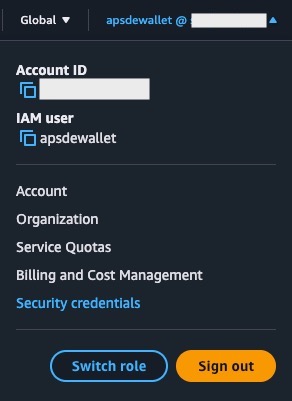 Global ▼ apsdewallet @
Account ID
IAM user
apsdewallet
Account
Organization
Service Quotas
Billing and Cost Management
Security credentials
Switch role Sign out